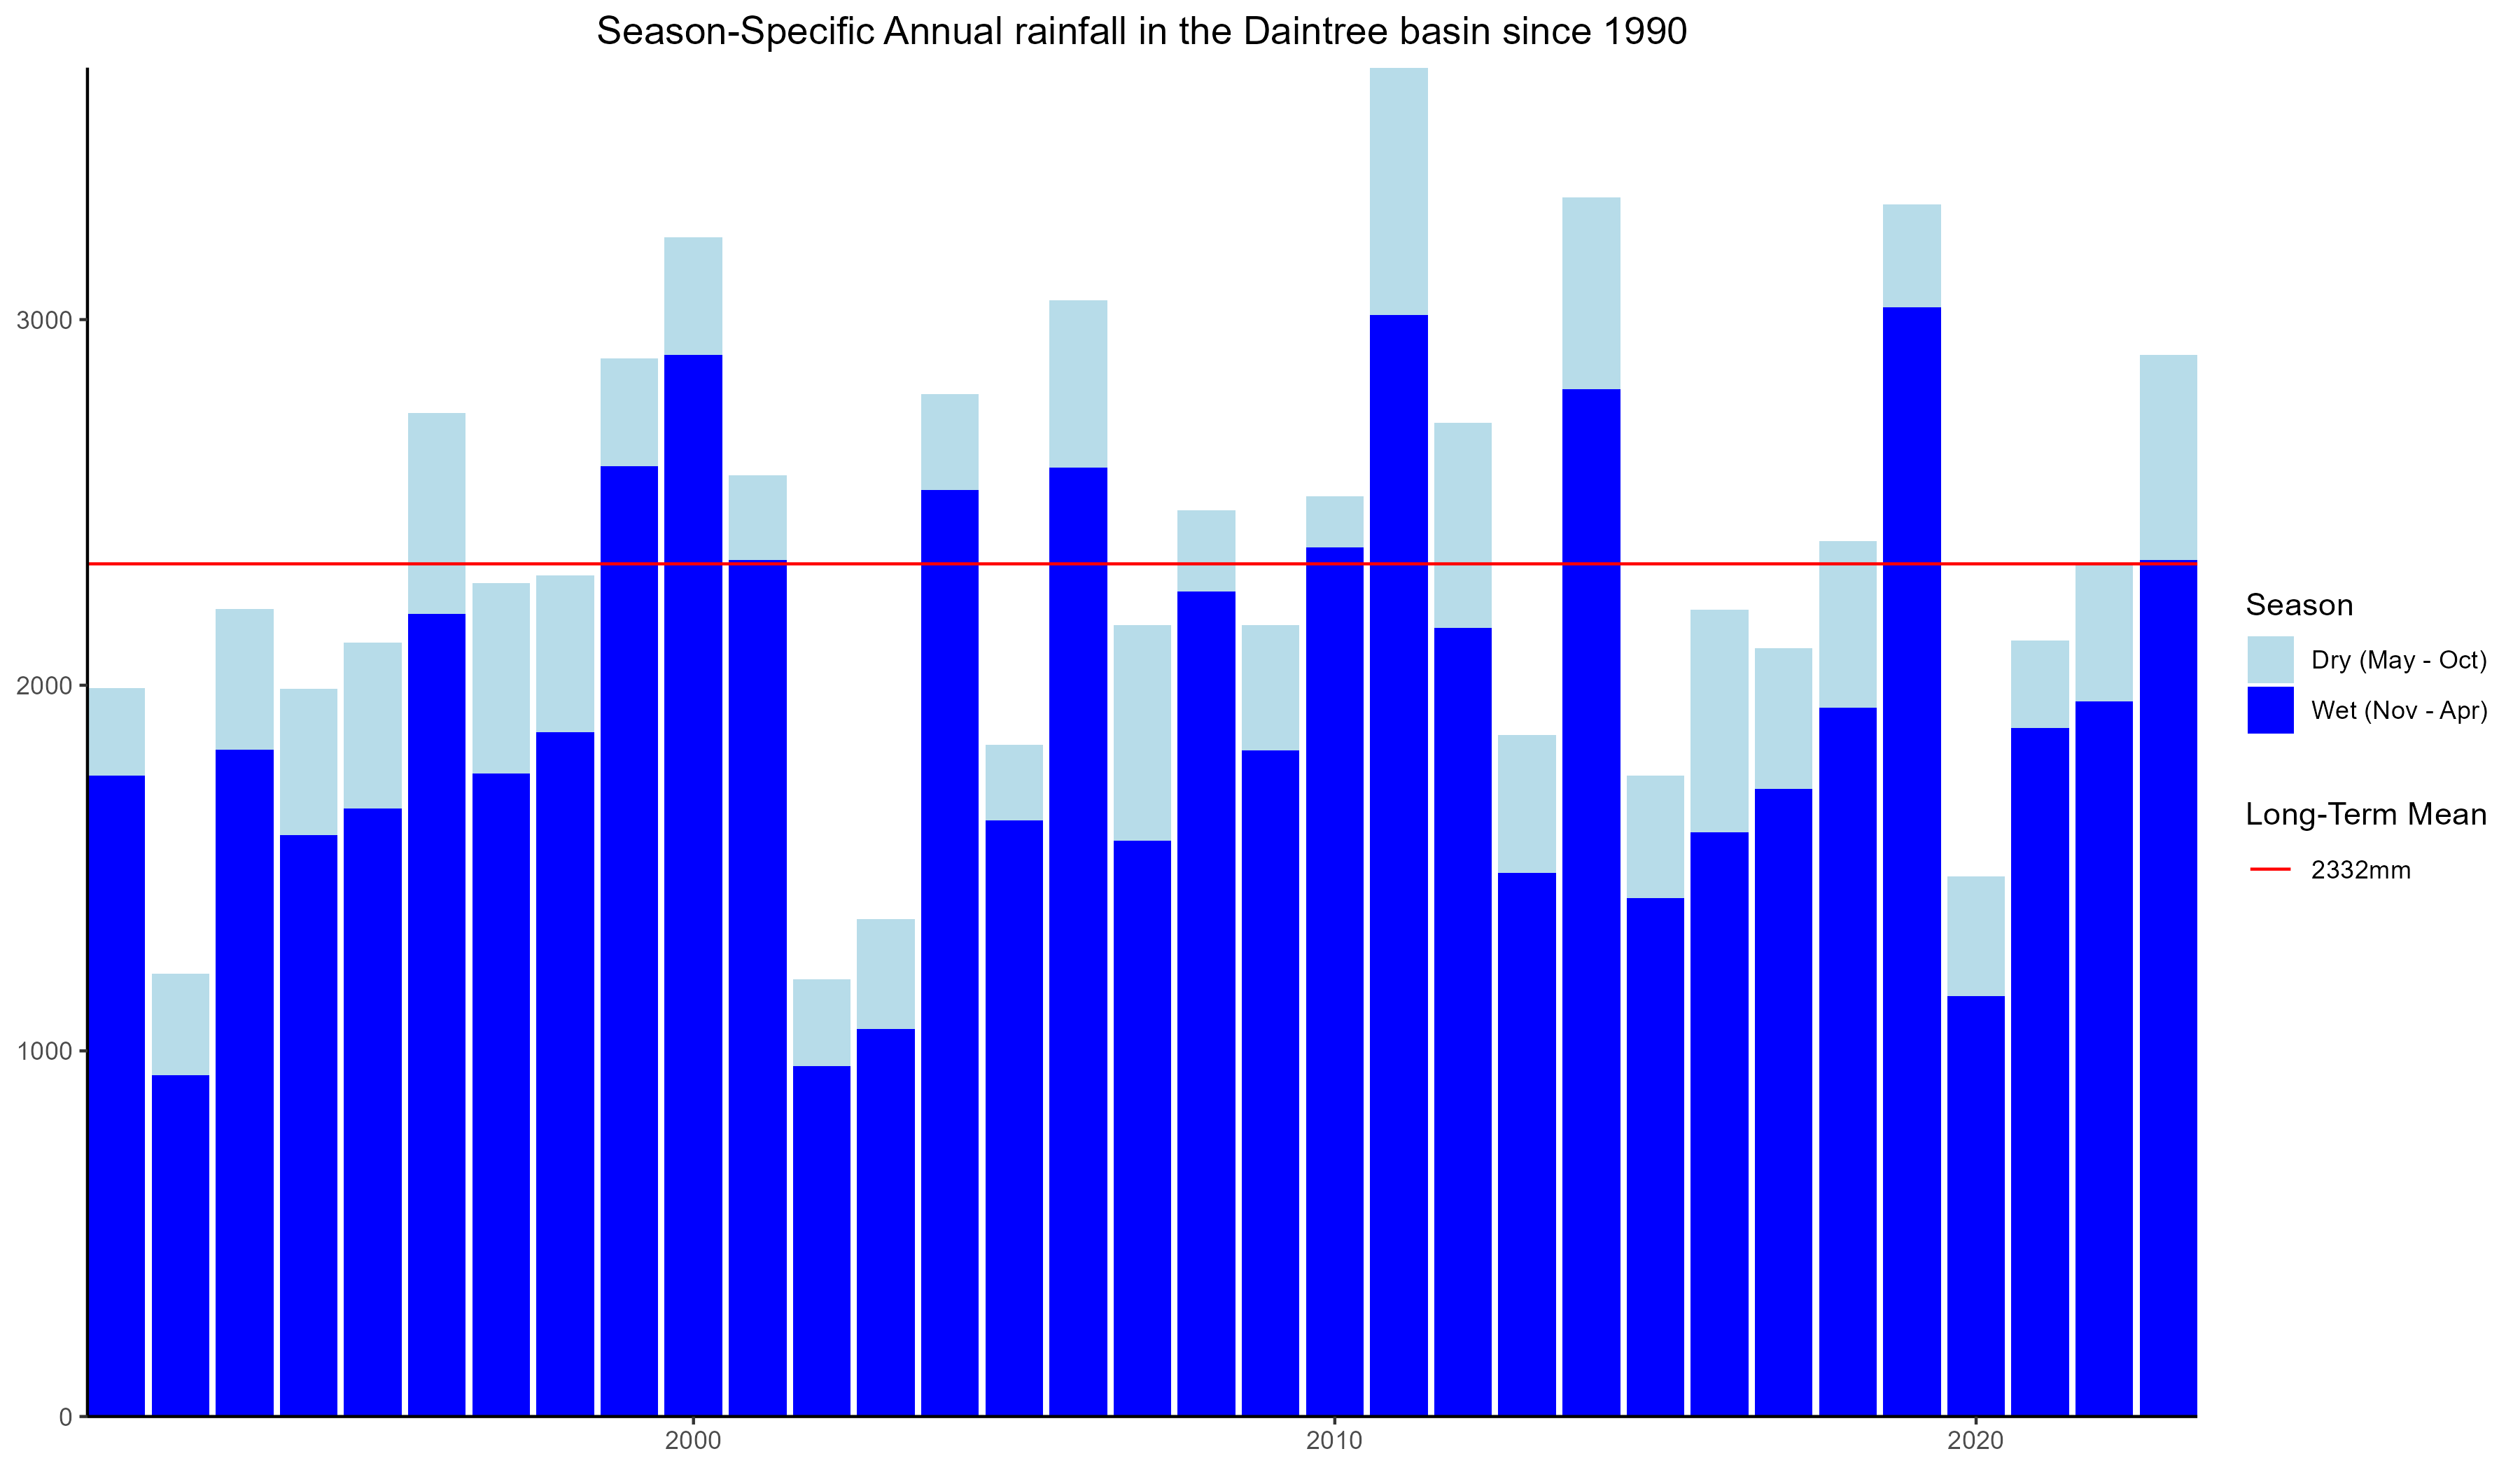 Season-Specific Annual rainfall in the Daintree basin since 1990
3000
2000
1000
0
2000
2010
2020
Season
Dry (May - Oct)
Wet (Nov - Apr)
Long-Term Mean
2332mm